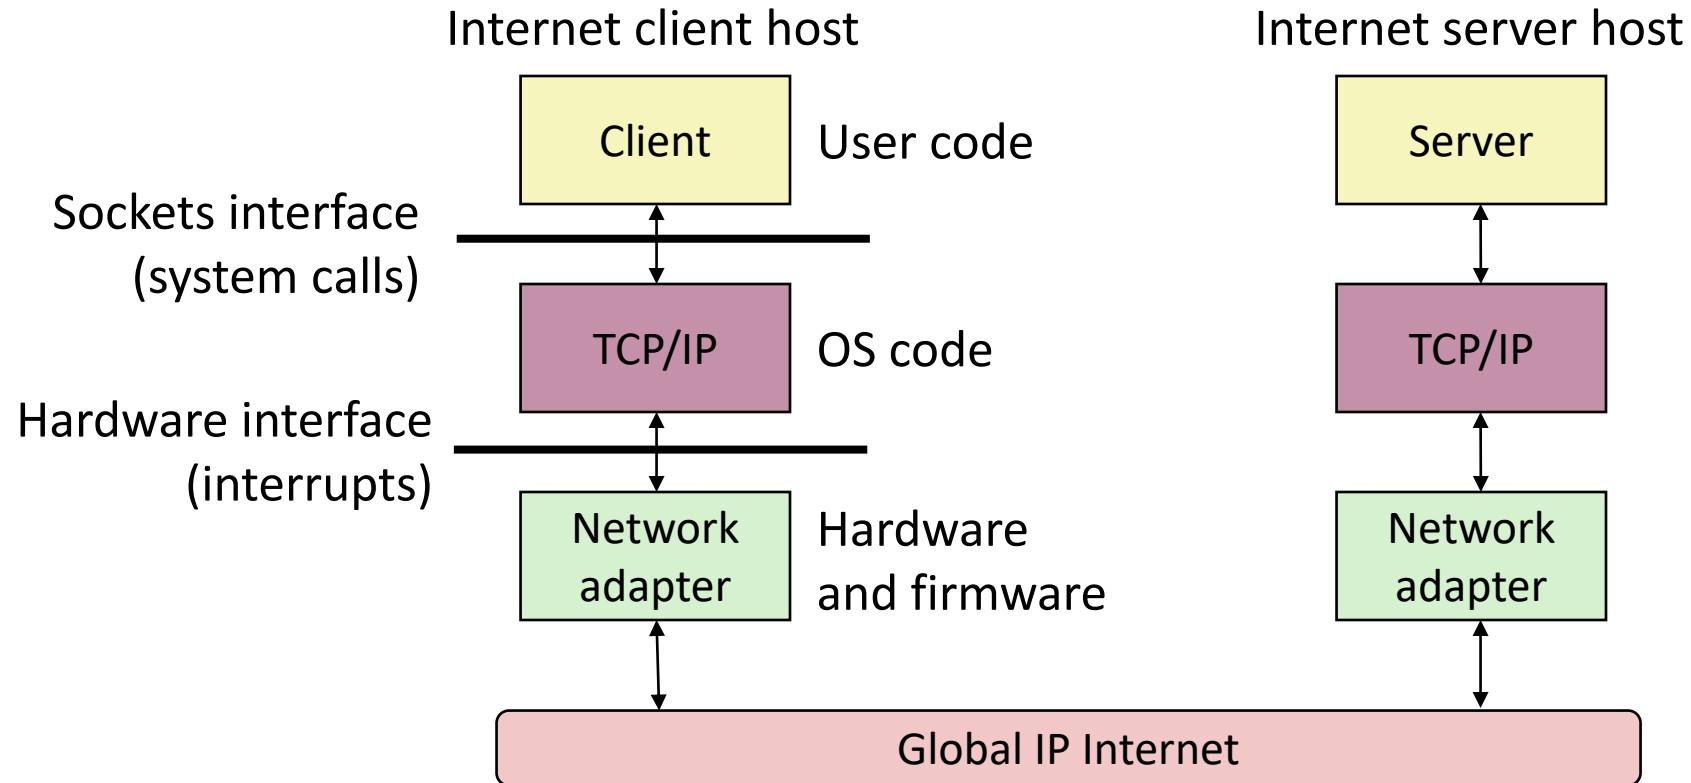 Internet client host
Internet server host
Client
User code
Server
Sockets interface
(system calls)
TCP/IP
OS code
TCP/IP
Hardware interface
(interrupts)
Network
adapter
Hardware
and firmware
Network
adapter
Global IP Internet